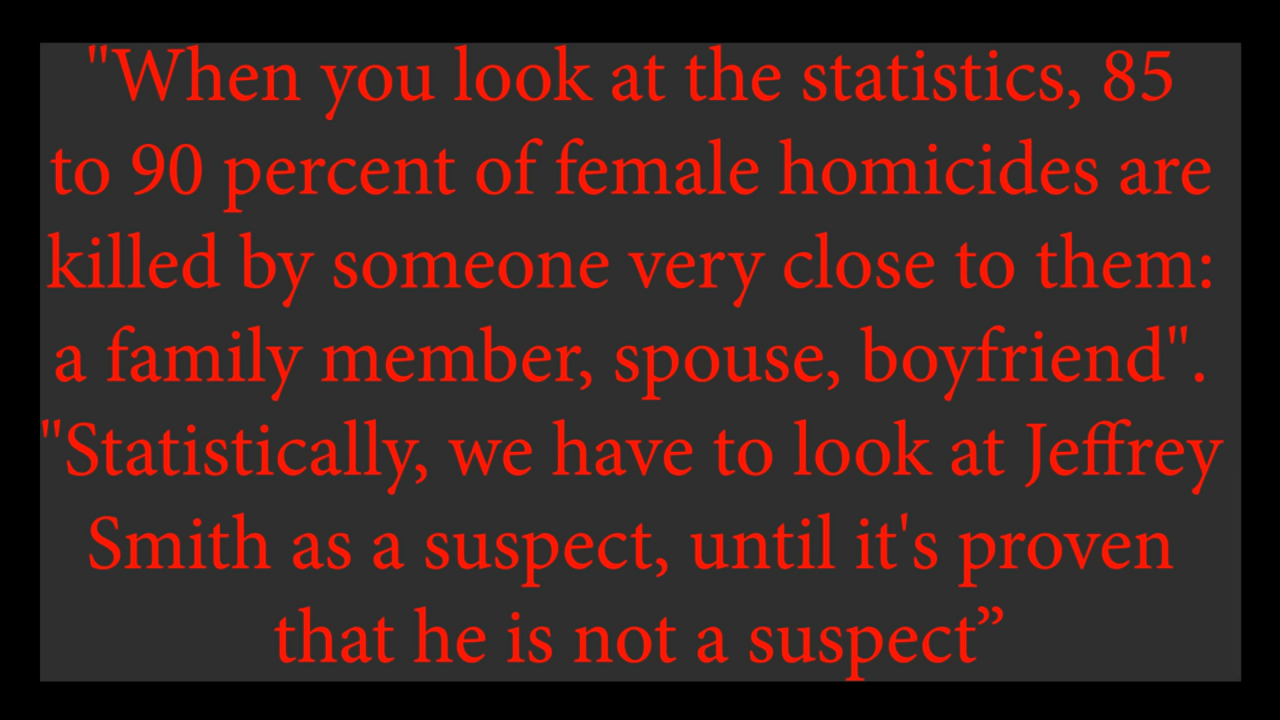 "When you look at the statistics, 85
to 90 percent of female homicides are
killed by someone very close to them:
a family member, spouse, boyfriend".
"Statistically, we have to look at Jeffrey
Smith as a suspect, until it's proven
that he is not a suspect”